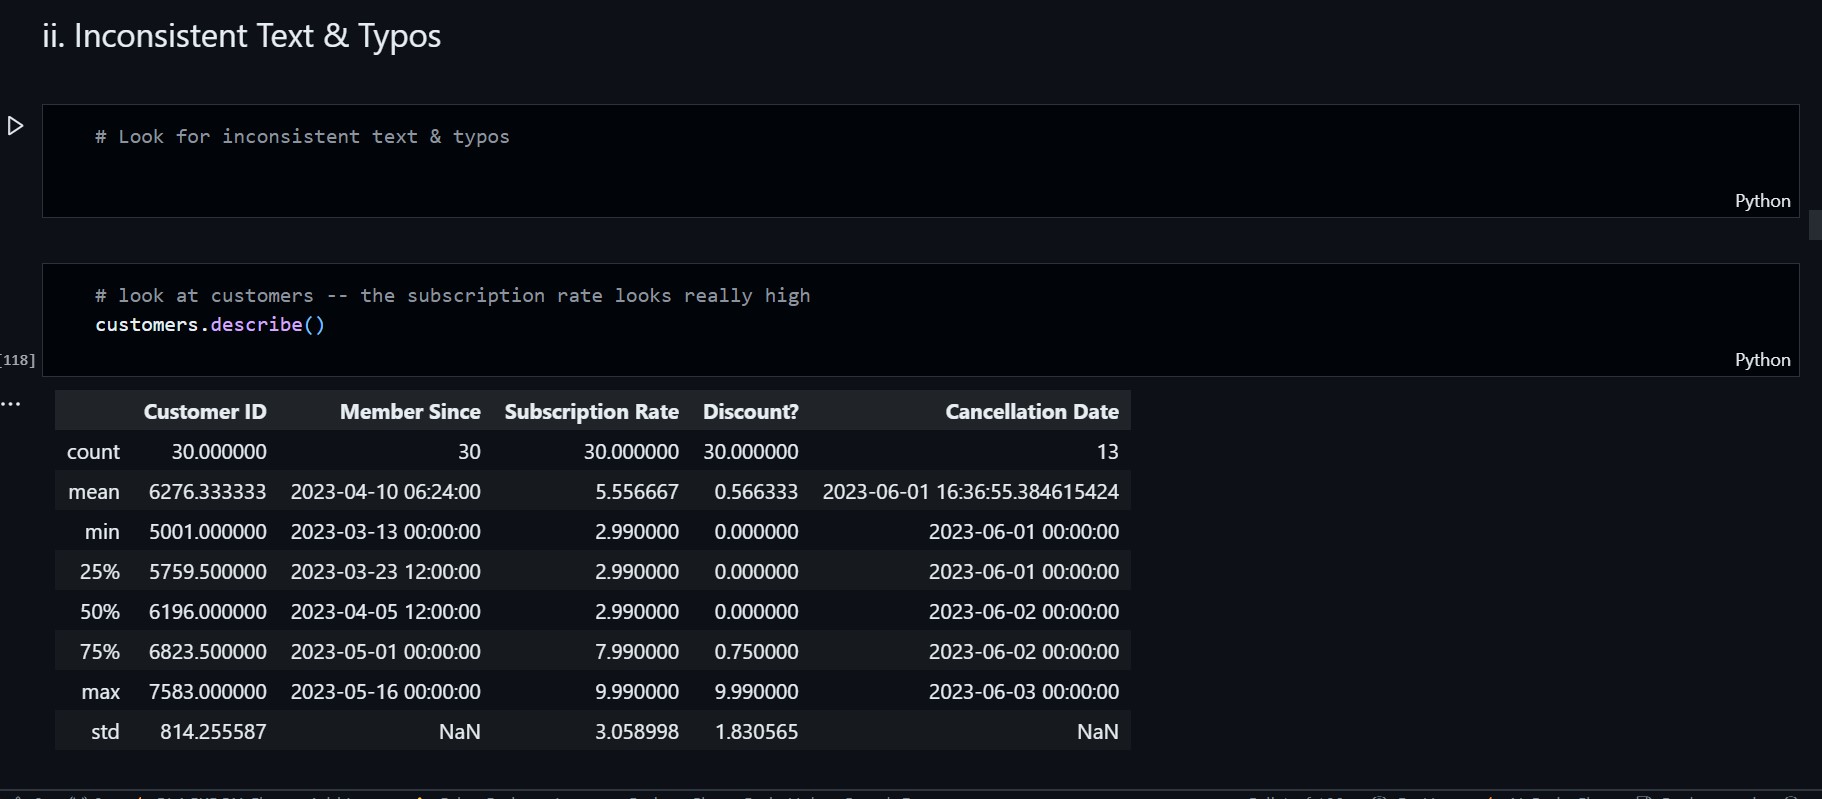 ii. Inconsistent Text & Typos
# Look for inconsistent text & typos
Python
# look at customers -- the subscription rate looks really high
customers.describe()
[118]
Python
...
Customer ID Member Since Subscription Rate Discount? Cancellation Date
count 30.000000 30 30.000000 30.000000 13
mean 6276.333333 2023-04-10 06:24:00 5.556667 0.566333 2023-06-01 16:36:55.384615424
min 5001.000000 2023-03-13 00:00:00 2.990000 0.000000 2023-06-01 00:00:00
25% 5759.500000 2023-03-23 12:00:00 2.990000 0.000000 2023-06-01 00:00:00
50% 6196.000000 2023-04-05 12:00:00 2.990000 0.000000 2023-06-02 00:00:00
75% 6823.500000 2023-05-01 00:00:00 7.990000 0.750000 2023-06-02 00:00:00
max 7583.000000 2023-05-16 00:00:00 9.990000 9.990000 2023-06-03 00:00:00
std 814.255587 NaN 3.058998 1.830565 NaN